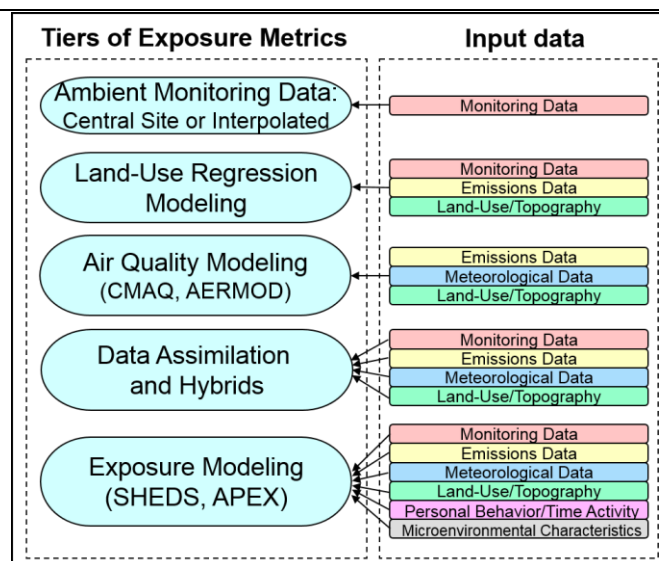 Tiers of Exposure Metrics
Input data
Ambient Monitoring Data:
Central Site or Interpolated
Monitoring Data
Land-Use Regression
Modeling
Monitoring Data
Emissions Data
Land-Use/Topography
Air Quality Modeling
(CMAQ, AERMOD)
Emissions Data
Meteorological Data
Land-Use/Topography
Data Assimilation
and Hybrids
Monitoring Data
Emissions Data
Meteorological Data
Land-Use/Topography
Exposure Modeling
(SHEDS, APEX)
Monitoring Data
Emissions Data
Meteorological Data
Land-Use/Topography
Personal Behavior/Time Activity
Microenvironmental Characteristics